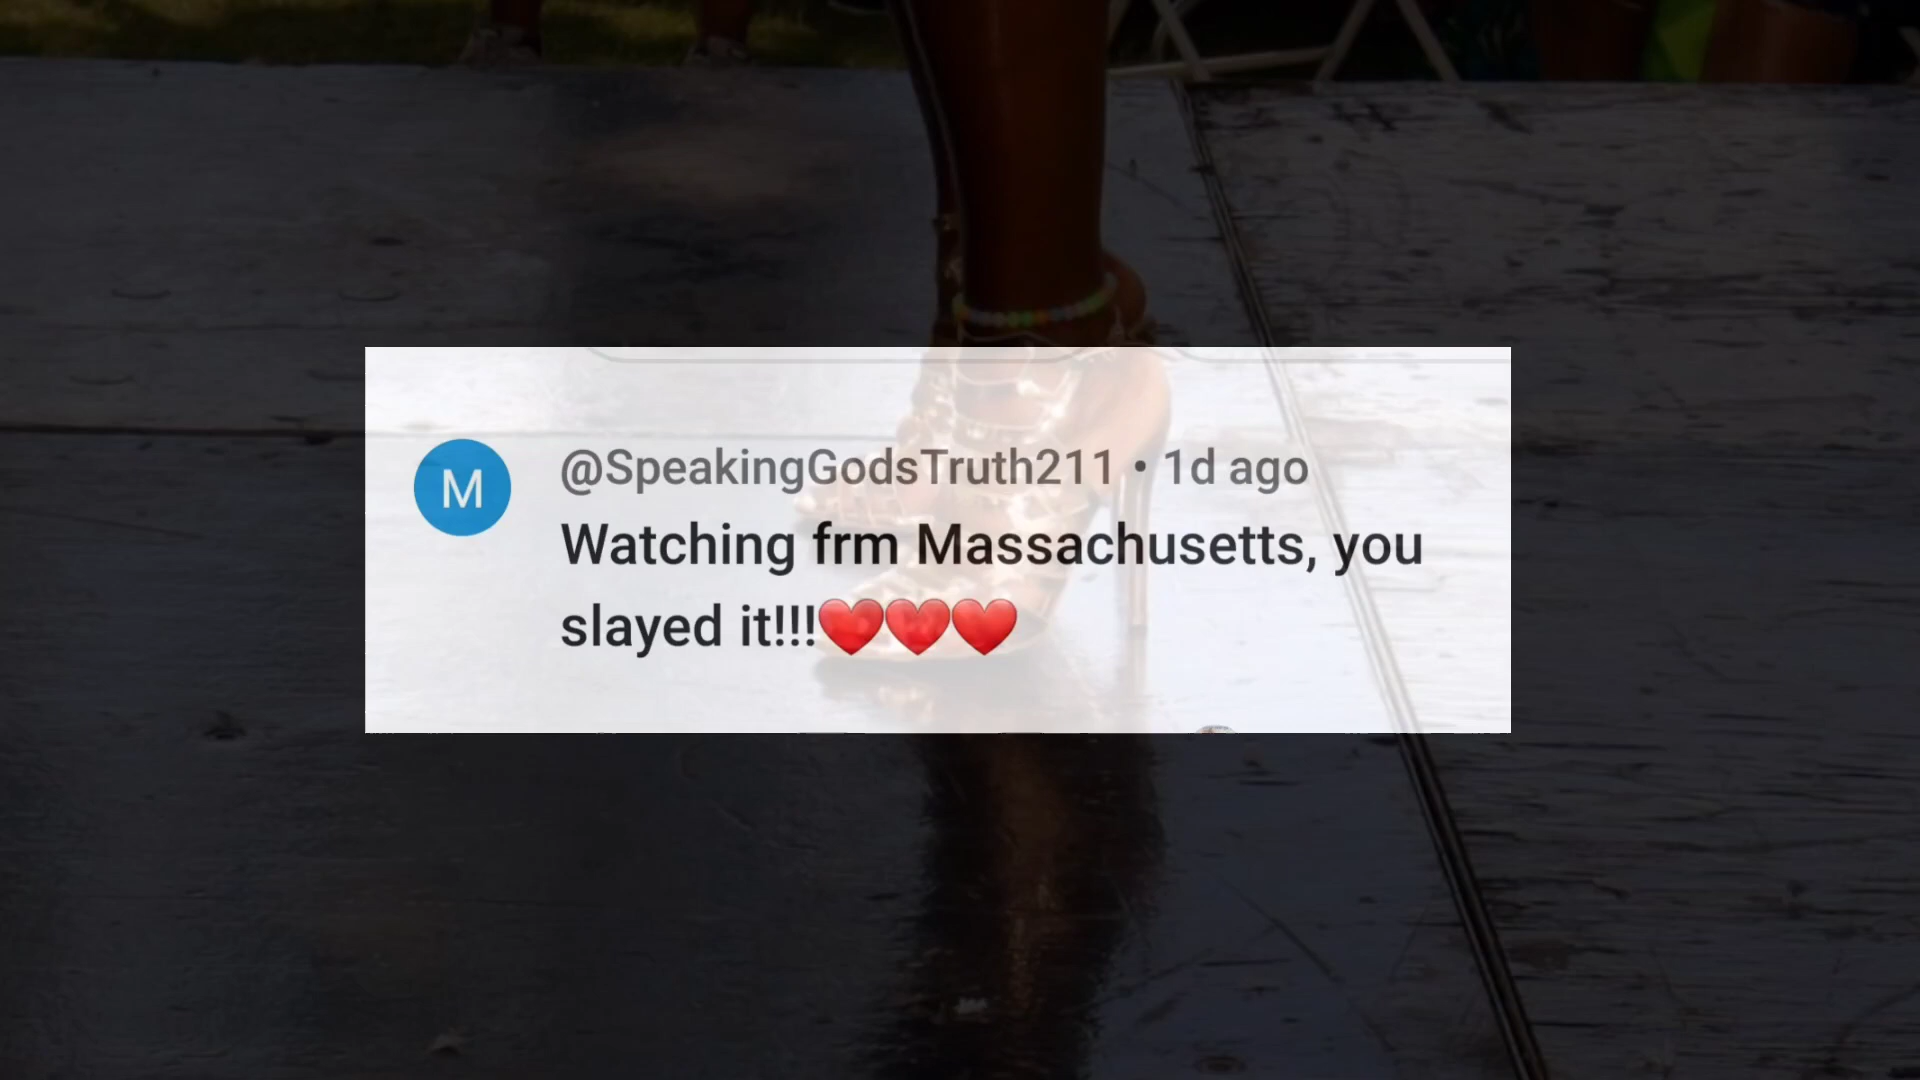 M
@SpeakingGodsTruth211 • 1d ago
Watching frm Massachusetts, you
slayed it!!!❤️❤️❤️